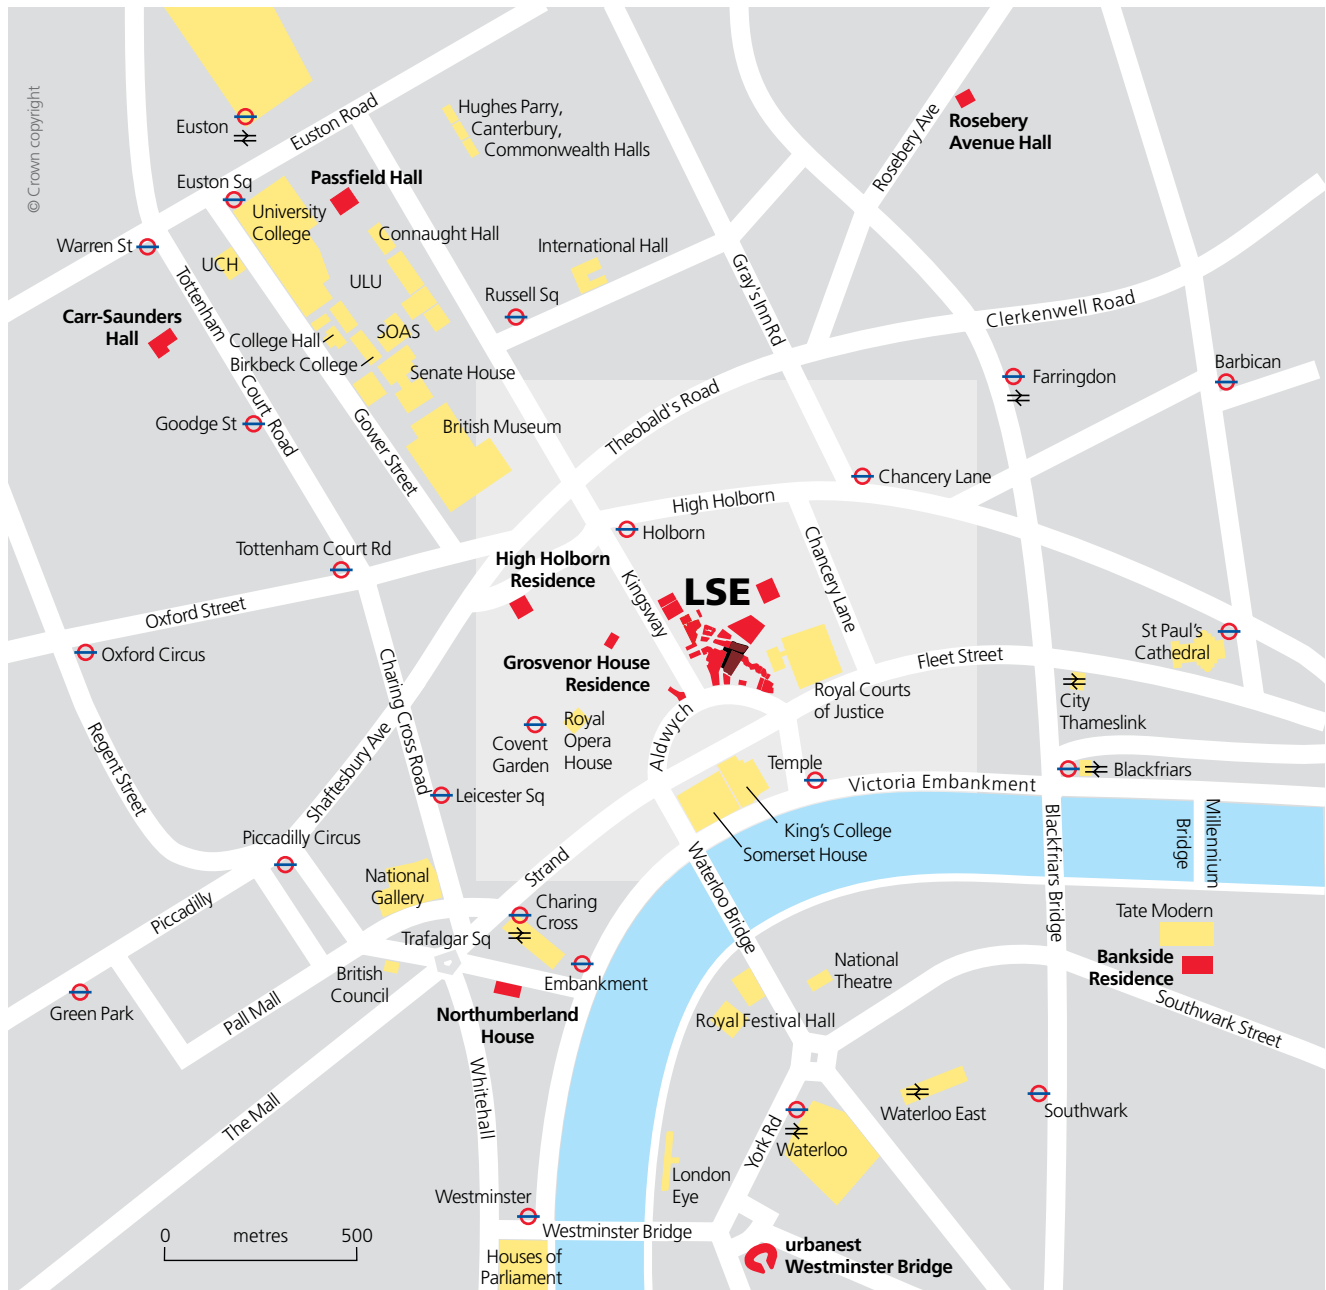 © Crown copyright
Euston
Euston Road
Hughes Parry,
Canterbury,
Commonwealth Halls
Rosebery Ave
Rosebery
Avenue Hall
Euston Sq
Passfield Hall
University
College
Connaught Hall
Warren St
UCH
ULU
International Hall
Gray's Inn Rd
Tottenham
Court Road
Russell Sq
Carr-Saunders
Hall
College Hall
SOAS
Birkbeck College
Senate House
Clerkenwell Road
Farringdon
Barbican
Goodge St
Gower Street
British Museum
Theobald's Road
Chancery Lane
High Holborn
Holborn
Chancery Lane
Tottenham Court Rd
High Holborn
Residence
Kingsway
LSE
Oxford Street
Oxford Circus
Charing Cross Road
Grosvenor House
Residence
Fleet Street
St Paul's
Cathedral
Royal Courts
of Justice
City
Thameslink
Regent Street
Shaftesbury Ave
Covent
Garden
Royal
Opera
House
Aldwych
Temple
Victoria Embankment
Blackfriars
Leicester Sq
Piccadilly Circus
King's College
Somerset House
Blackfriars Bridge
Millennium
Bridge
National
Gallery
Strand
Waterloo Bridge
Piccadilly
Charing
Cross
Trafalgar Sq
Tate Modern
Bankside
Residence
British
Council
Embankment
National
Theatre
Green Park
Pall Mall
Northumberland
House
Royal Festival Hall
Southwark Street
The Mall
Whitehall
Waterloo East
Southwark
York Rd
Waterloo
London
Eye
Westminster
Westminster Bridge
0 metres 500
Houses of
Parliament
urbanest
Westminster Bridge